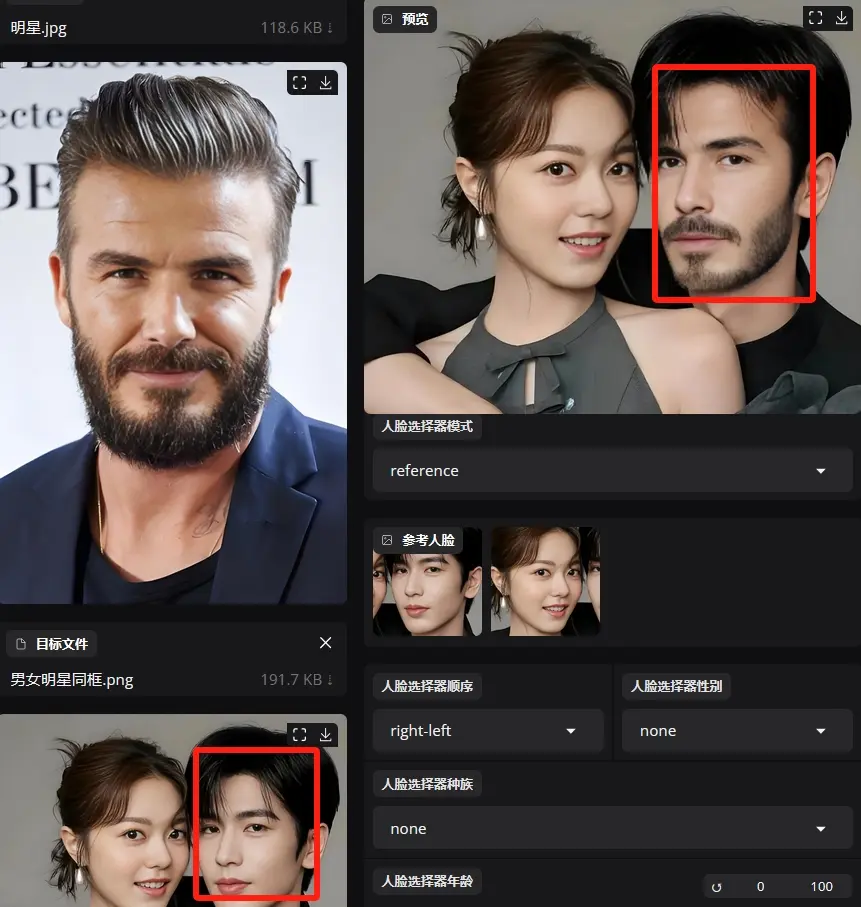 明星.jpg
118.6 KB ↓
Essentials
ected
BE
M
目标文件
男女明星同框.png
191.7 KB ↓
预览
人脸选择器模式
reference
参考人脸
人脸选择器顺序
人脸选择器性别
right-left
none
人脸选择器种族
none
人脸选择器年龄
0
100